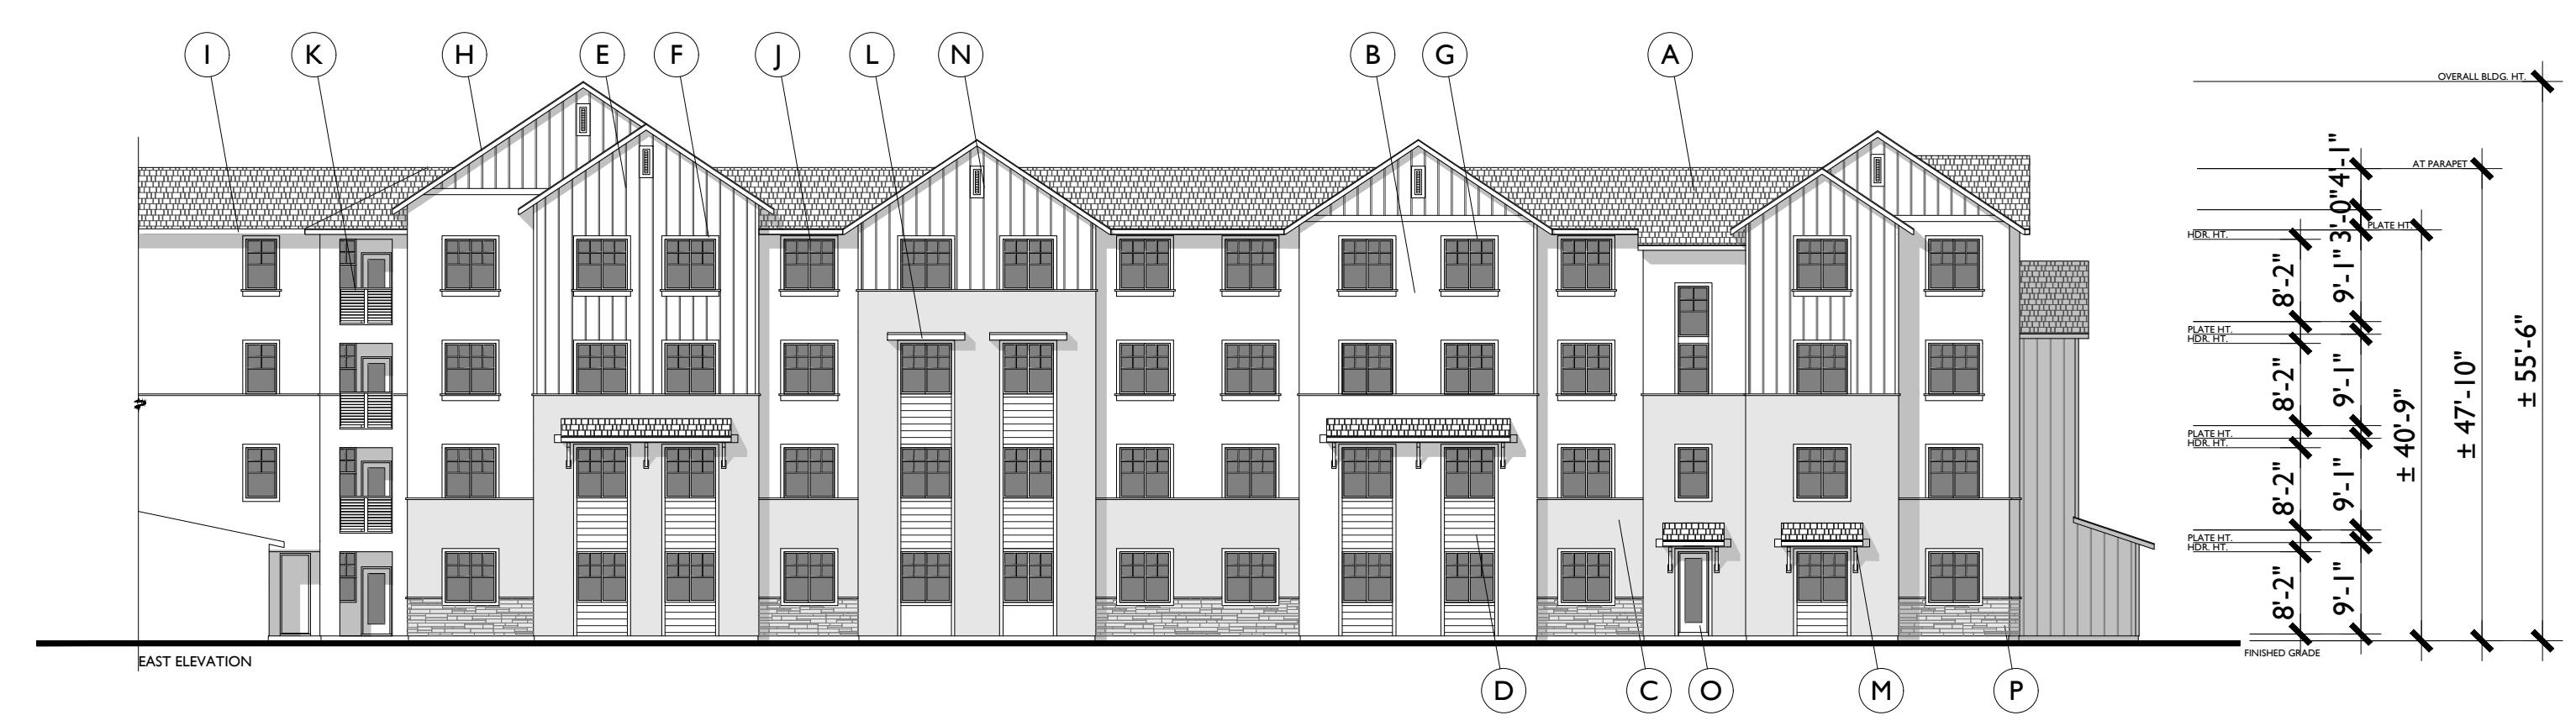 I K H E F J L N B G A
OVERALL BLDG. HT.
AT PARAPET
4'-1"
3'-0"
PLATE HT.
HDR. HT.
8'-2"
9'-1"
PLATE HT.
HDR. HT.
8'-2"
9'-1"
PLATE HT.
HDR. HT.
8'-2"
9'-1"
PLATE HT.
HDR. HT.
8'-2"
9'-1"
± 40'-9"
± 47'-10"
± 55'-6"
FINISHED GRADE
EAST ELEVATION
D C O M P